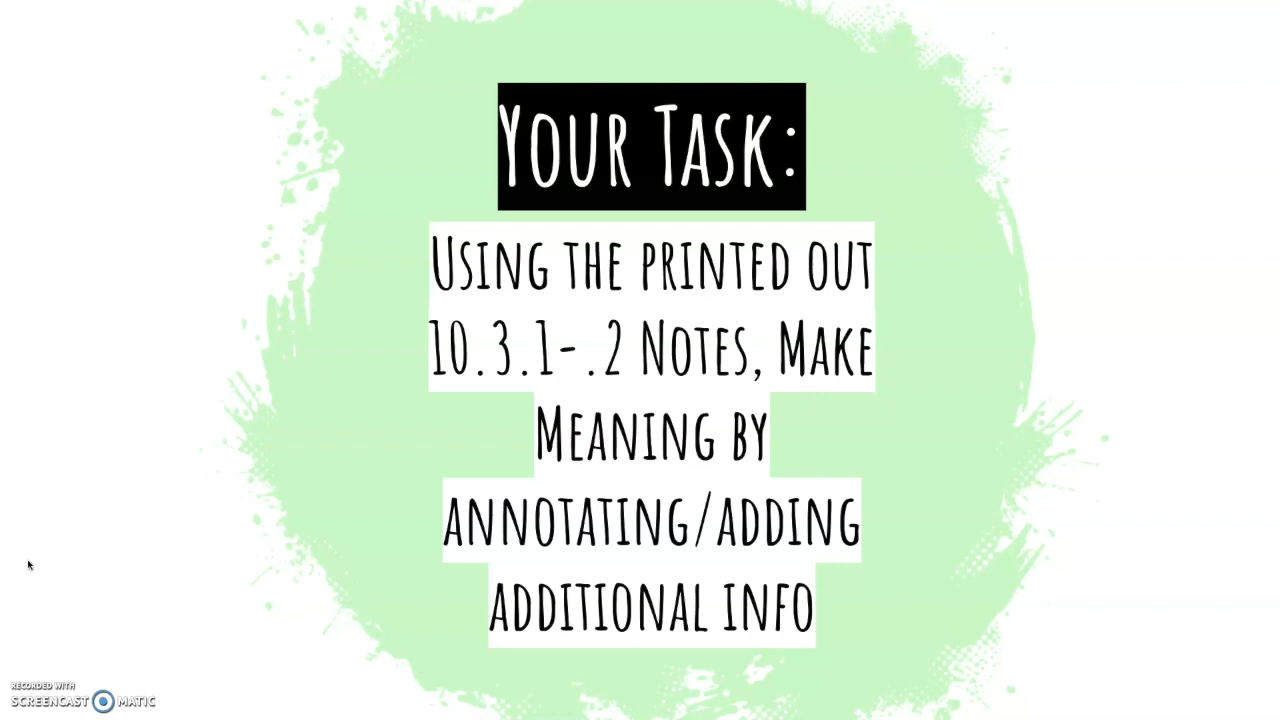 Your Task:
Using the printed out
10.3.1-.2 Notes, Make
Meaning by
annotating/adding
additional info
RECORDED WITH
SCREENCAST MATIC